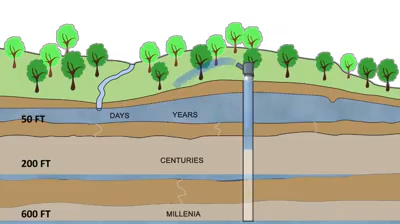 50 FT
DAYS YEARS
200 FT
CENTURIES
600 FT
MILLENIA